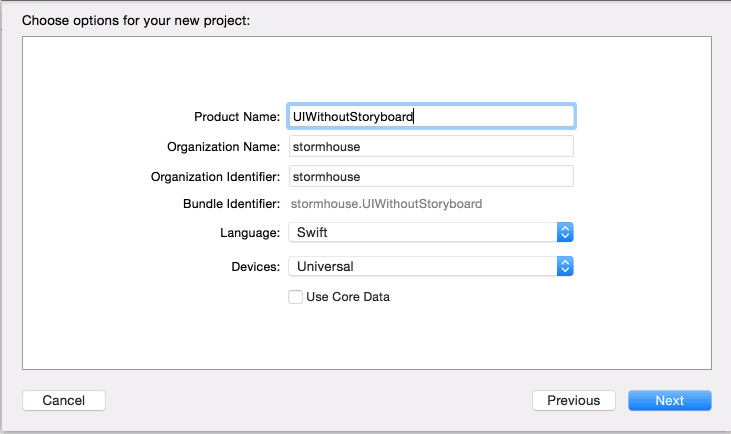 Choose options for your new project:
Product Name: UIWithoutStoryboard
Organization Name: stormhouse
Organization Identifier: stormhouse
Bundle Identifier: stormhouse.UIWithoutStoryboard
Language: Swift
Devices: Universal
Use Core Data
Cancel Previous Next